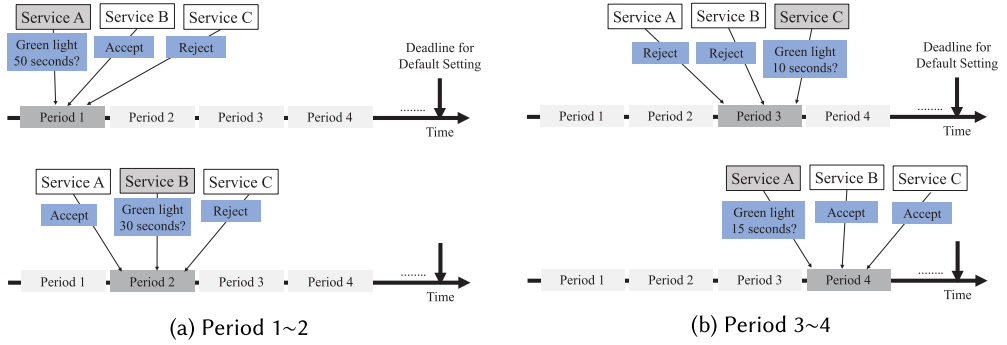 Service A
Service B
Service C
Green light
50 seconds?
Accept
Reject
Deadline for
Default Setting
Period 1
Period 2
Period 3
Period 4
........
Time
Service A
Service B
Service C
Accept
Green light
30 seconds?
Reject
Period 1
Period 2
Period 3
Period 4
........
Time
(a) Period 1~2
Service A
Service B
Service C
Reject
Reject
Green light
10 seconds?
Deadline for
Default Setting
Period 1
Period 2
Period 3
Period 4
........
Time
Service A
Service B
Service C
Green light
15 seconds?
Accept
Accept
Period 1
Period 2
Period 3
Period 4
........
Time
(b) Period 3~4